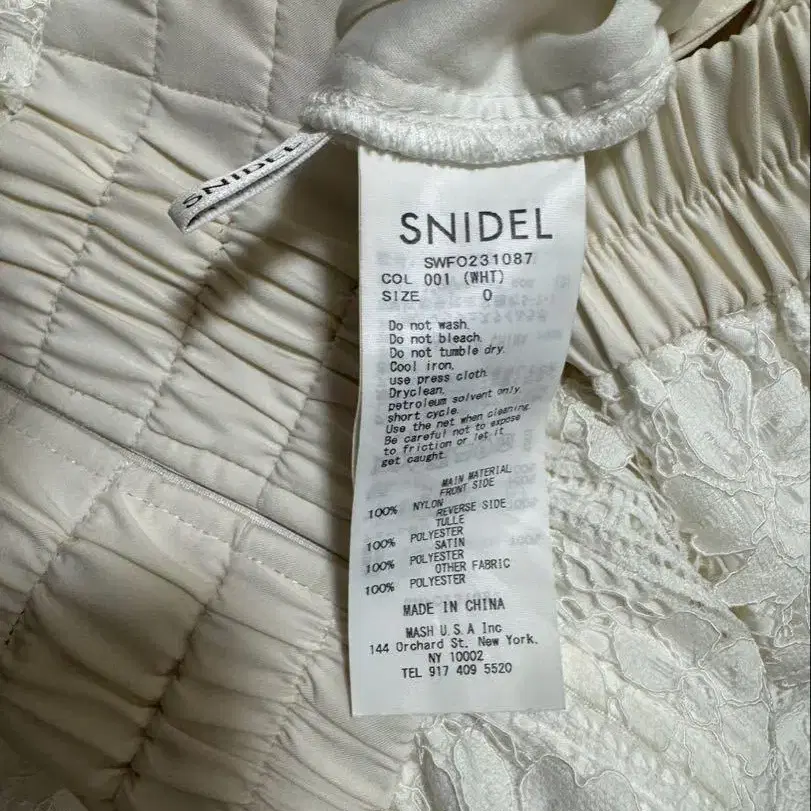 SNIDEL
SNIDEL
SWFO231087
COL 001 (WHT)
SIZE 0
Do not wash.
Do not bleach.
Do not tumble dry.
Cool iron.
use press cloth.
Dryclean.
petroleum solvent only.
short cycle.
Use the net when cleaning.
Be careful not to expose
to friction or let it
get caught.
MAIN MATERIAL
FRONT SIDE
100% NYLON
REVERSE SIDE
TULLE
100% POLYESTER
SATIN
100% POLYESTER
OTHER FABRIC
100% POLYESTER
MADE IN CHINA
MASH U.S.A Inc
144 Orchard St. New York.
NY 10002
TEL 917 409 5520